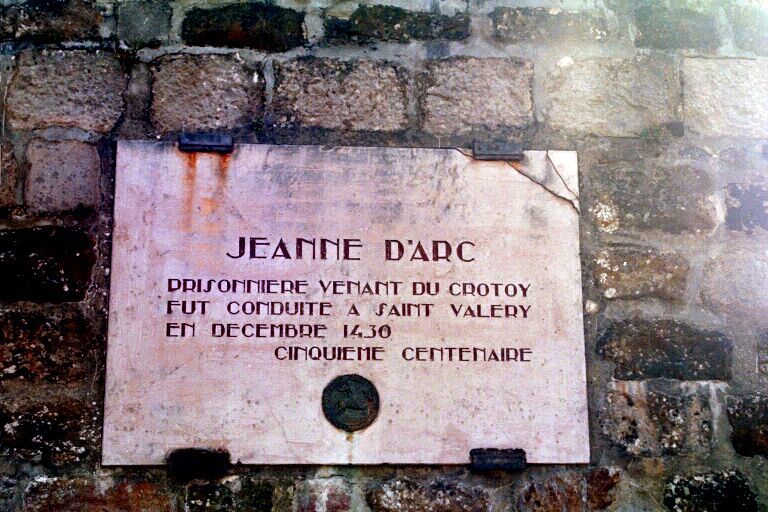 JEANNE D'ARC
PRISONNIERE VENANT DU CROTOY
FUT CONDUITE A SAINT VALERY
EN DECEMBRE 1430
CINQUIEME CENTENAIRE